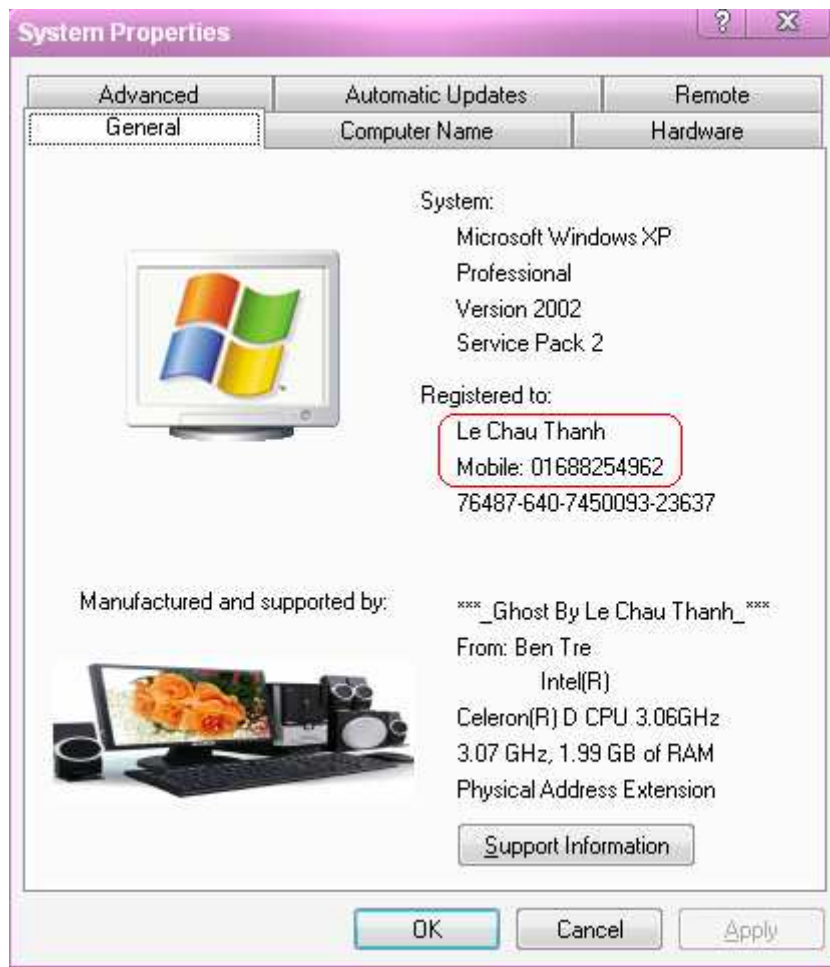 System Properties
?
Advanced Automatic Updates Remote
General Computer Name Hardware
System:
Microsoft Windows XP
Professional
Version 2002
Service Pack 2
Registered to:
Le Chau Thanh
Mobile: 01688254962
76487-640-7450093-23637
Manufactured and supported by:
***_Ghost By Le Chau Thanh_***
From: Ben Tre
Intel(R)
Celeron(R) D CPU 3.06GHz
3.07 GHz, 1.99 GB of RAM
Physical Address Extension
Support Information
OK Cancel Apply